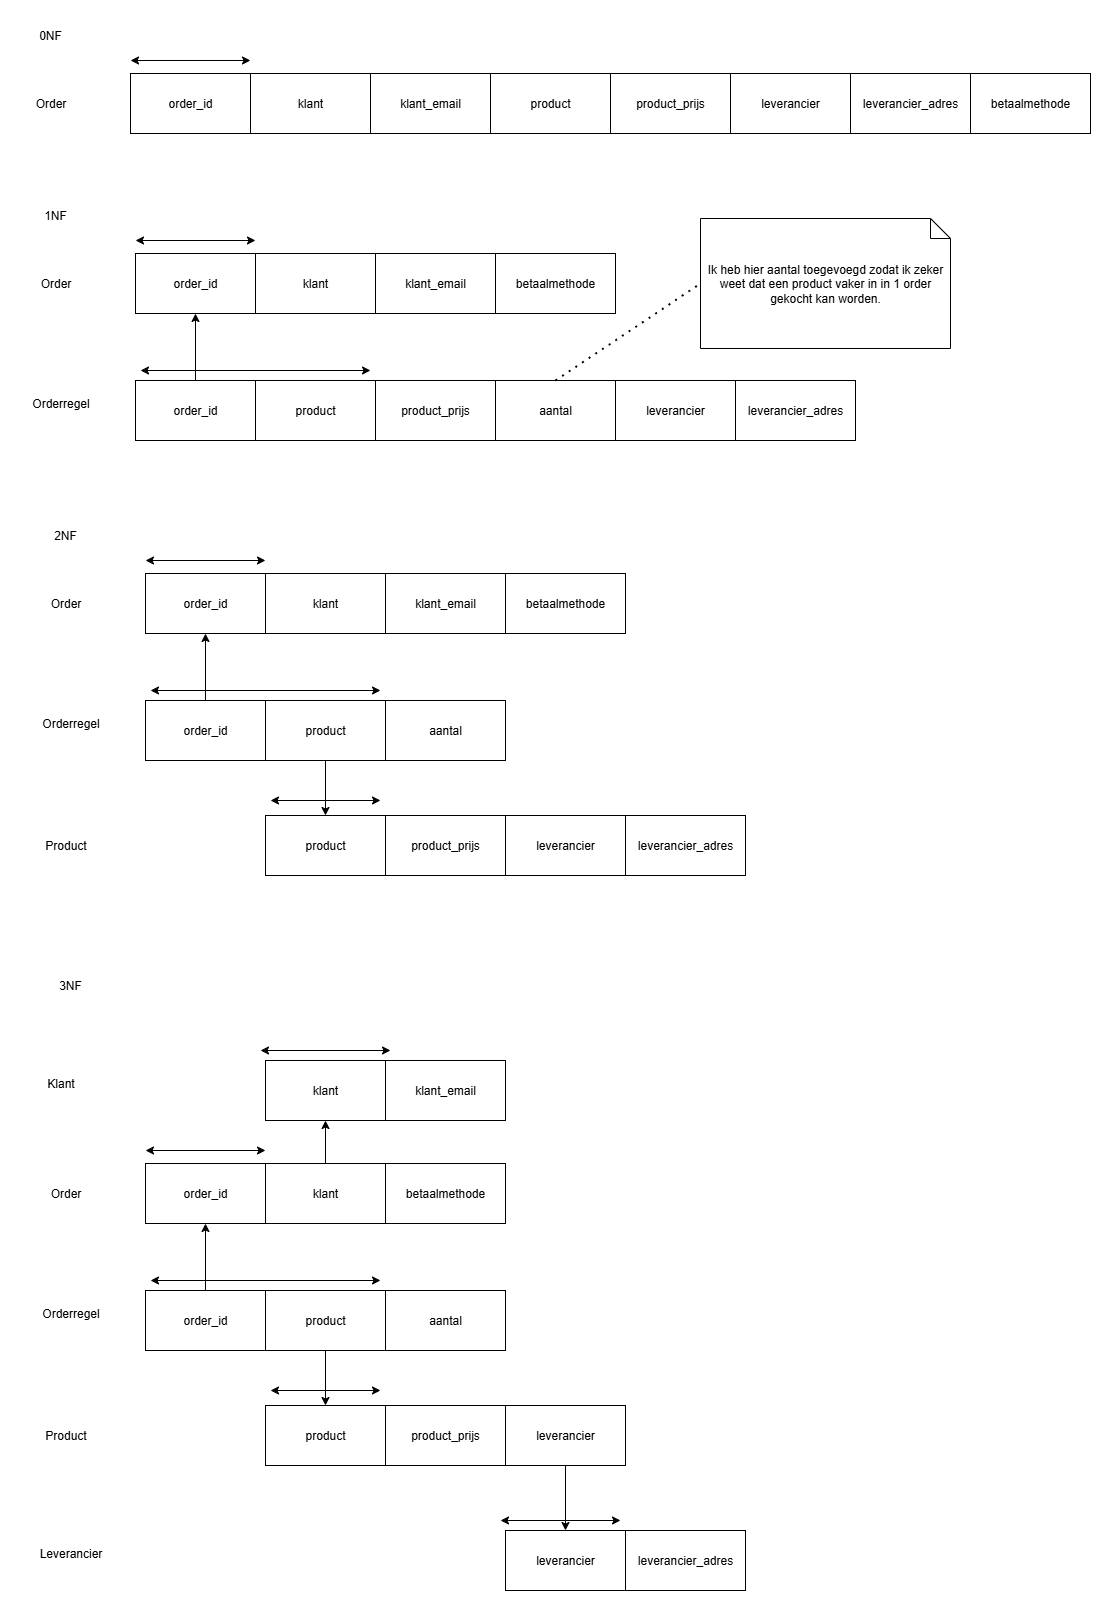 0NF
Order
order_id
klant
klant_email
product
product_prijs
leverancier
leverancier_adres
betaalmethode
1NF
Order
order_id
klant
klant_email
betaalmethode
Ik heb hier aantal toegevoegd zodat ik zeker
weet dat een product vaker in in 1 order
gekocht kan worden.
Orderregel
order_id
product
product_prijs
aantal
leverancier
leverancier_adres
2NF
Order
order_id
klant
klant_email
betaalmethode
Orderregel
order_id
product
aantal
Product
product
product_prijs
leverancier
leverancier_adres
3NF
Klant
klant
klant_email
Order
order_id
klant
betaalmethode
Orderregel
order_id
product
aantal
Product
product
product_prijs
leverancier
Leverancier
leverancier
leverancier_adres